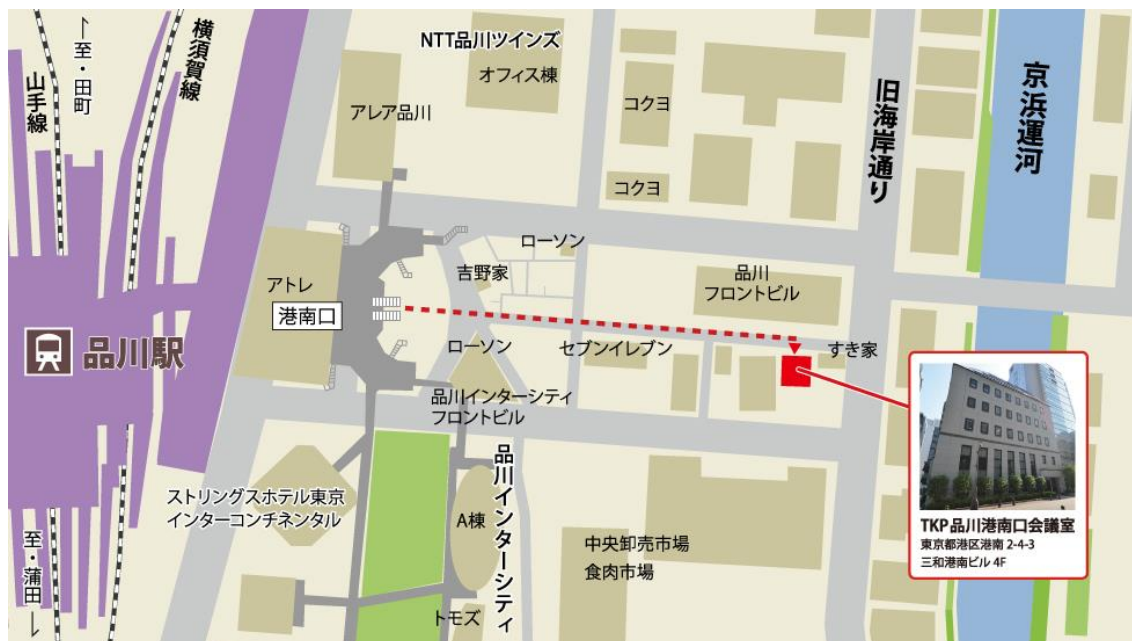 NTT品川ツインズ
オフィス棟
アレア品川
コクヨ
コクヨ
旧海岸通り
京浜運河
至・田町
横須賀線
山手線
ローソン
吉野家
品川
フロントビル
アトレ
港南口
品川駅
ローソン
セブンイレブン
すき家
品川インターシティ
フロントビル
品川インターシティ
ストリングスホテル東京
インターコンチネンタル
A棟
中央卸売市場
食肉市場
トモズ
至・蒲田
TKP品川港南口会議室
東京都港区港南 2-4-3
三和港南ビル 4F